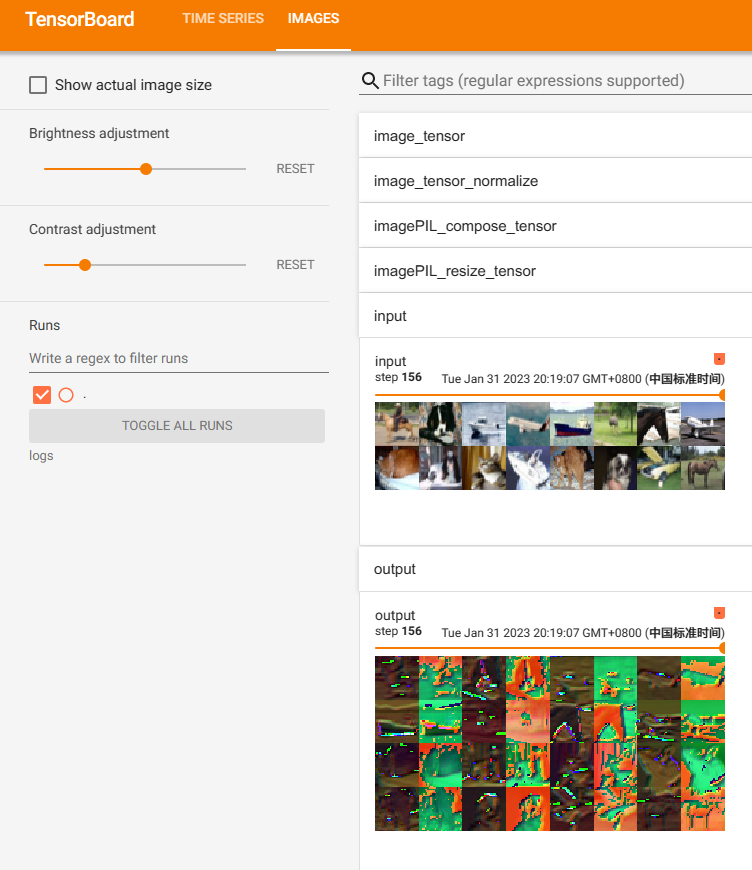 TensorBoard TIME SERIES IMAGES
Show actual image size
Brightness adjustment
RESET
Contrast adjustment
RESET
Runs
Write a regex to filter runs
.
TOGGLE ALL RUNS
logs
Filter tags (regular expressions supported)
image_tensor
image_tensor_normalize
imagePIL_compose_tensor
imagePIL_resize_tensor
input
input
step 156 Tue Jan 31 2023 20:19:07 GMT+0800 (中国标准时间)
output
output
step 156 Tue Jan 31 2023 20:19:07 GMT+0800 (中国标准时间)